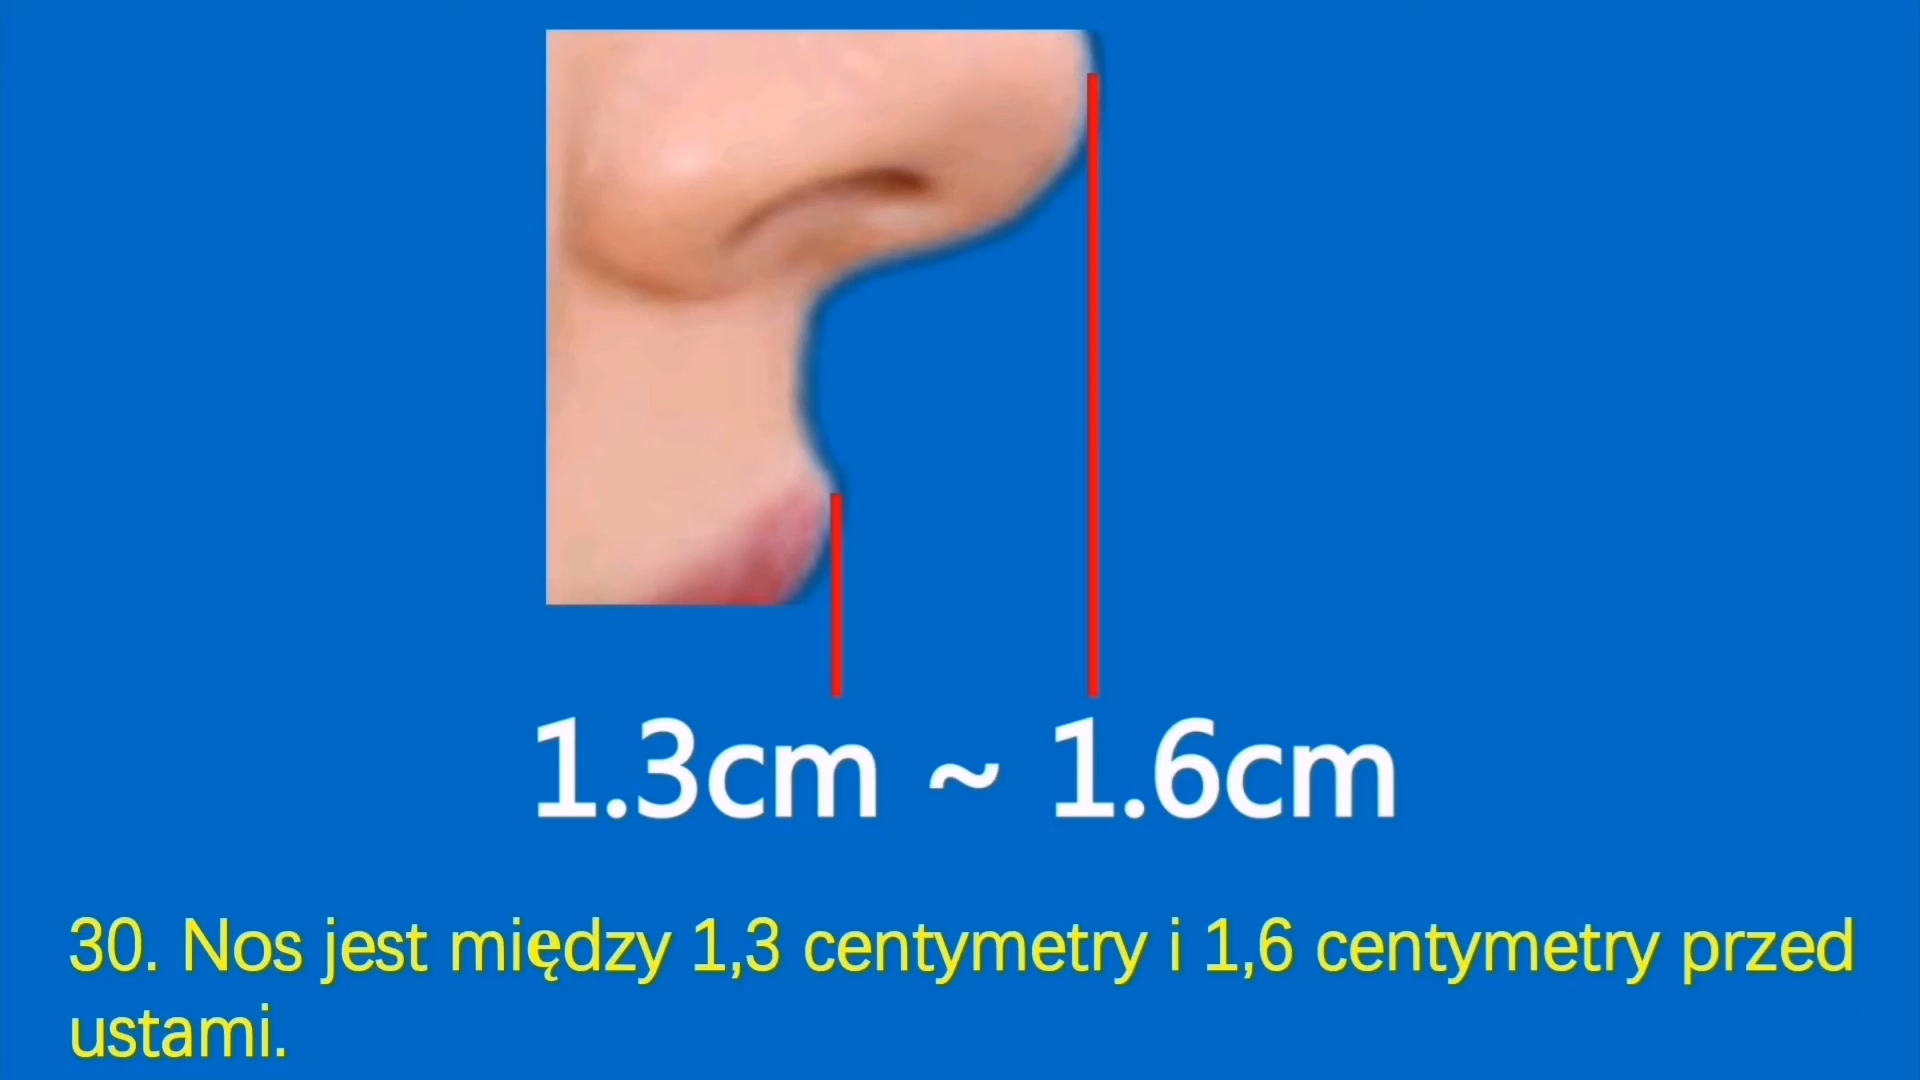 1.3cm ~ 1.6cm
30. Nos jest między 1,3 centymetry i 1,6 centymetry przed
ustami.